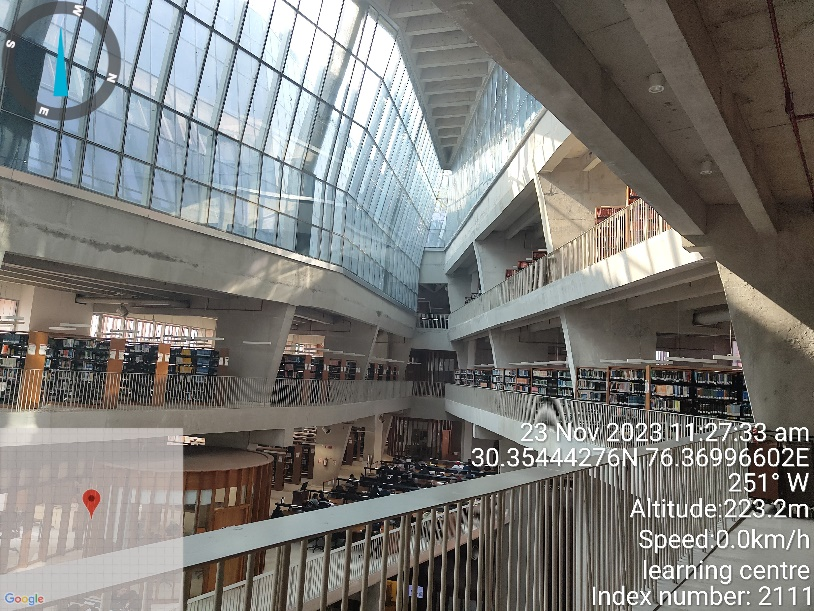 W
S
N
E
23 Nov 2023 11:27:33 am
30.35444276N 76.36996602E
251° W
Altitude:223.2m
Speed:0.0km/h
learning centre
Index number: 2111
Google